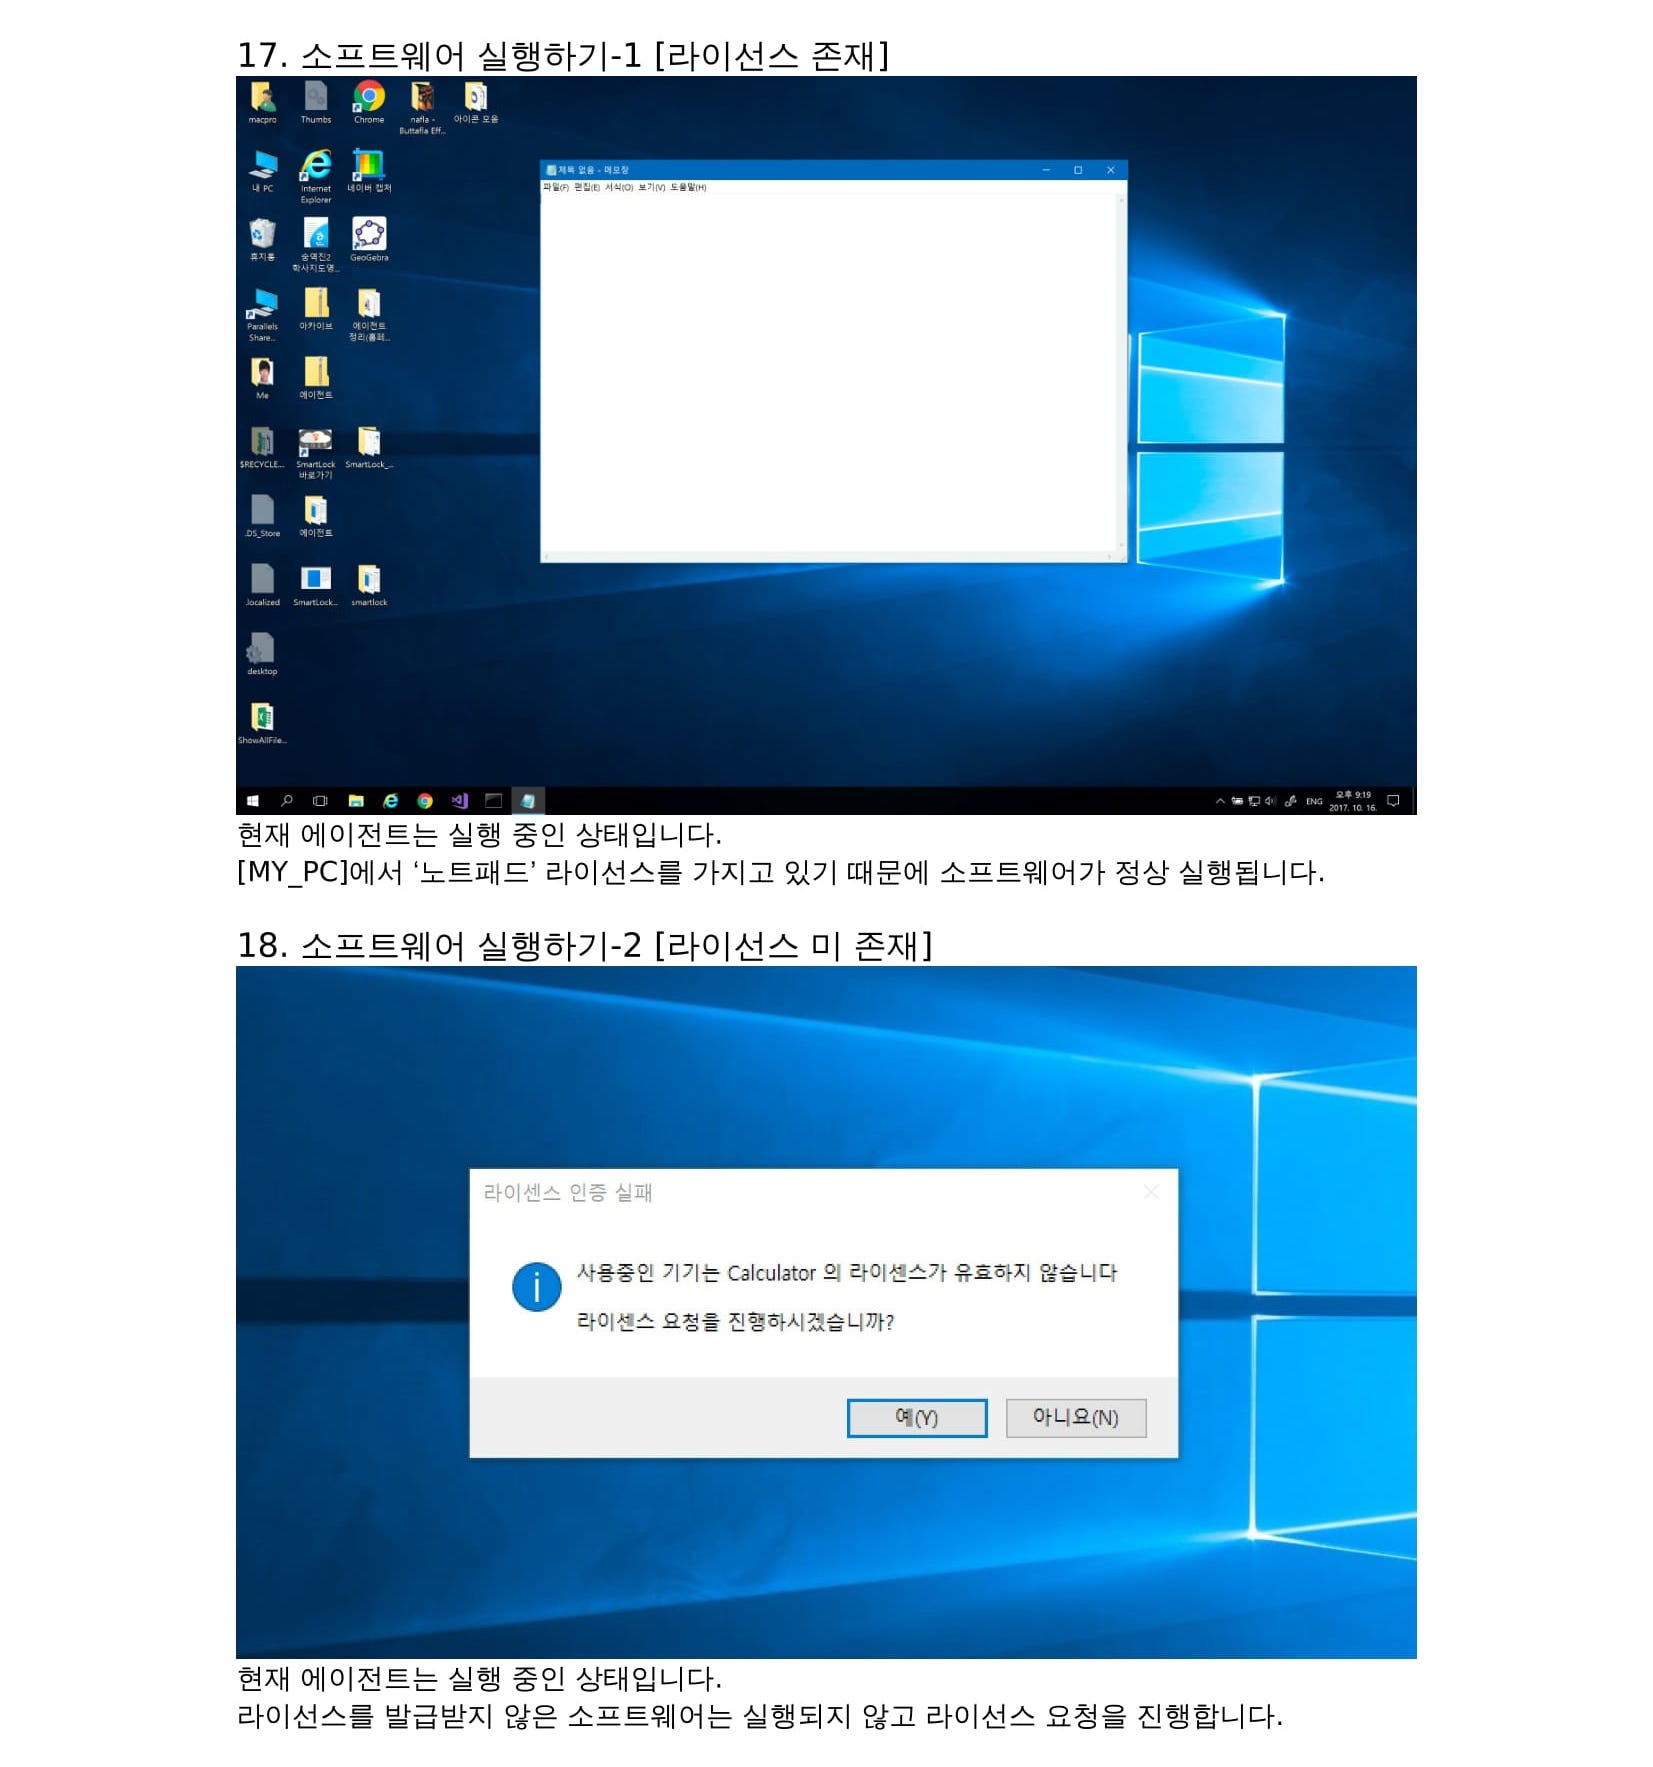 17. 소프트웨어 실행하기-1 [라이선스 존재]
macpro
Thumbs
Chrome
nafla -
Buttafla Eff...
아이콘 모음
내 PC
Internet
Explorer
네이버 캡처
휴지통
송역진2
학사지도영...
GeoGebra
Parallels
Share...
아카이브
에이전트
정리(홈페...
Me
에이전트
$RECYCLE...
SmartLock
바로가기
SmartLock_...
.DS_Store
에이전트
.localized
SmartLock...
smartlock
desktop
ShowAllFile...
제목 없음 - 메모장
파일(F) 편집(E) 서식(O) 보기(V) 도움말(H)
ENG
오후 9:19
2017. 10. 16.
현재 에이전트는 실행 중인 상태입니다.
[MY_PC]에서 ‘노트패드’ 라이선스를 가지고 있기 때문에 소프트웨어가 정상 실행됩니다.
18. 소프트웨어 실행하기-2 [라이선스 미 존재]
라이센스 인증 실패
사용중인 기기는 Calculator 의 라이센스가 유효하지 않습니다
라이센스 요청을 진행하시겠습니까?
예(Y)
아니요(N)
현재 에이전트는 실행 중인 상태입니다.
라이선스를 발급받지 않은 소프트웨어는 실행되지 않고 라이선스 요청을 진행합니다.